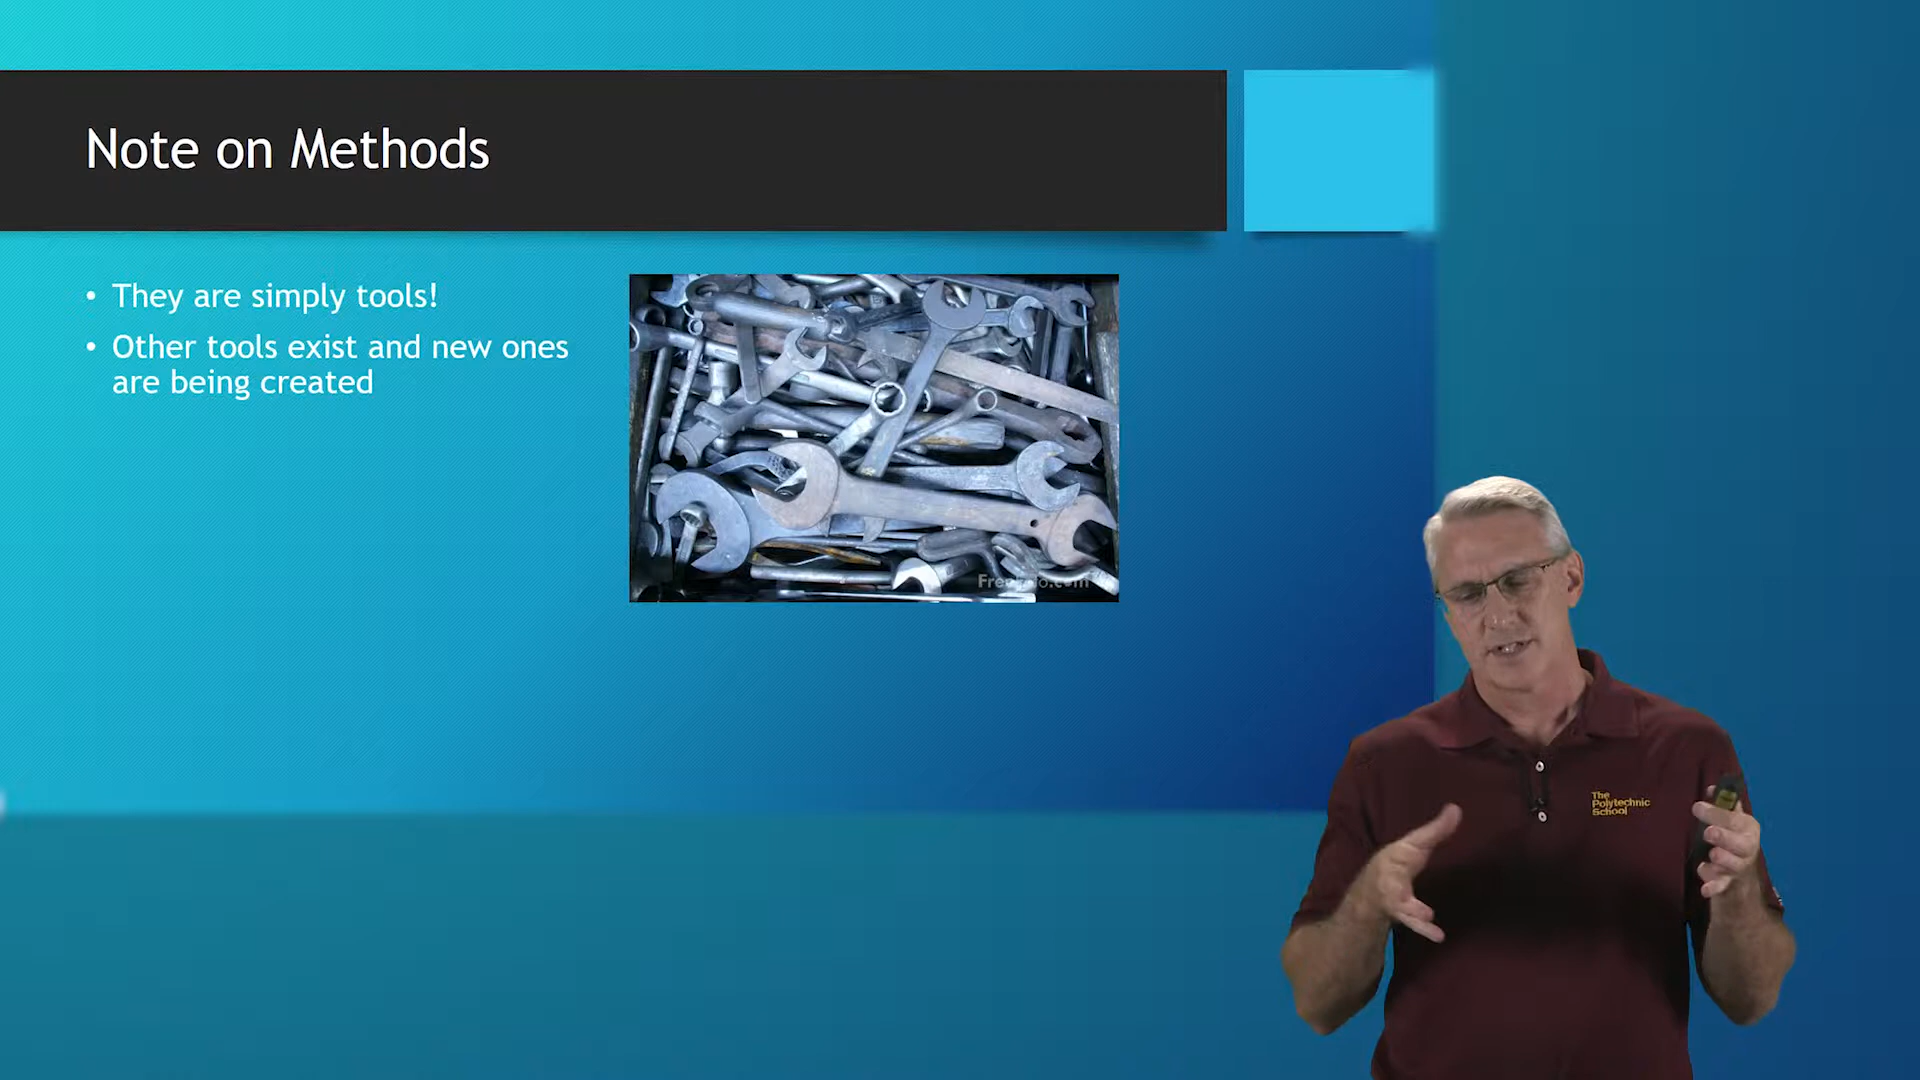 Note on Methods
• They are simply tools!
• Other tools exist and new ones
are being created
The
Polytechnic
School